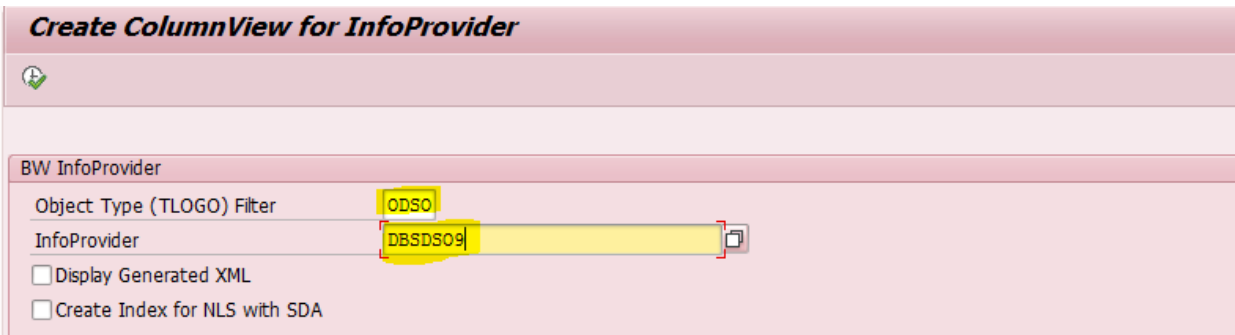 Create ColumnView for InfoProvider
BW InfoProvider
Object Type (TLOGO) Filter ODSO
InfoProvider DBSDSO9
Display Generated XML
Create Index for NLS with SDA